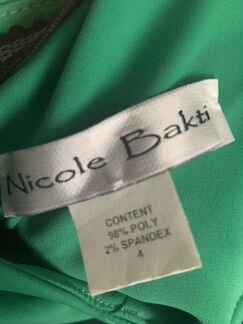 Nicole Bakti
CONTENT
98% POLY
2% SPANDEX
4